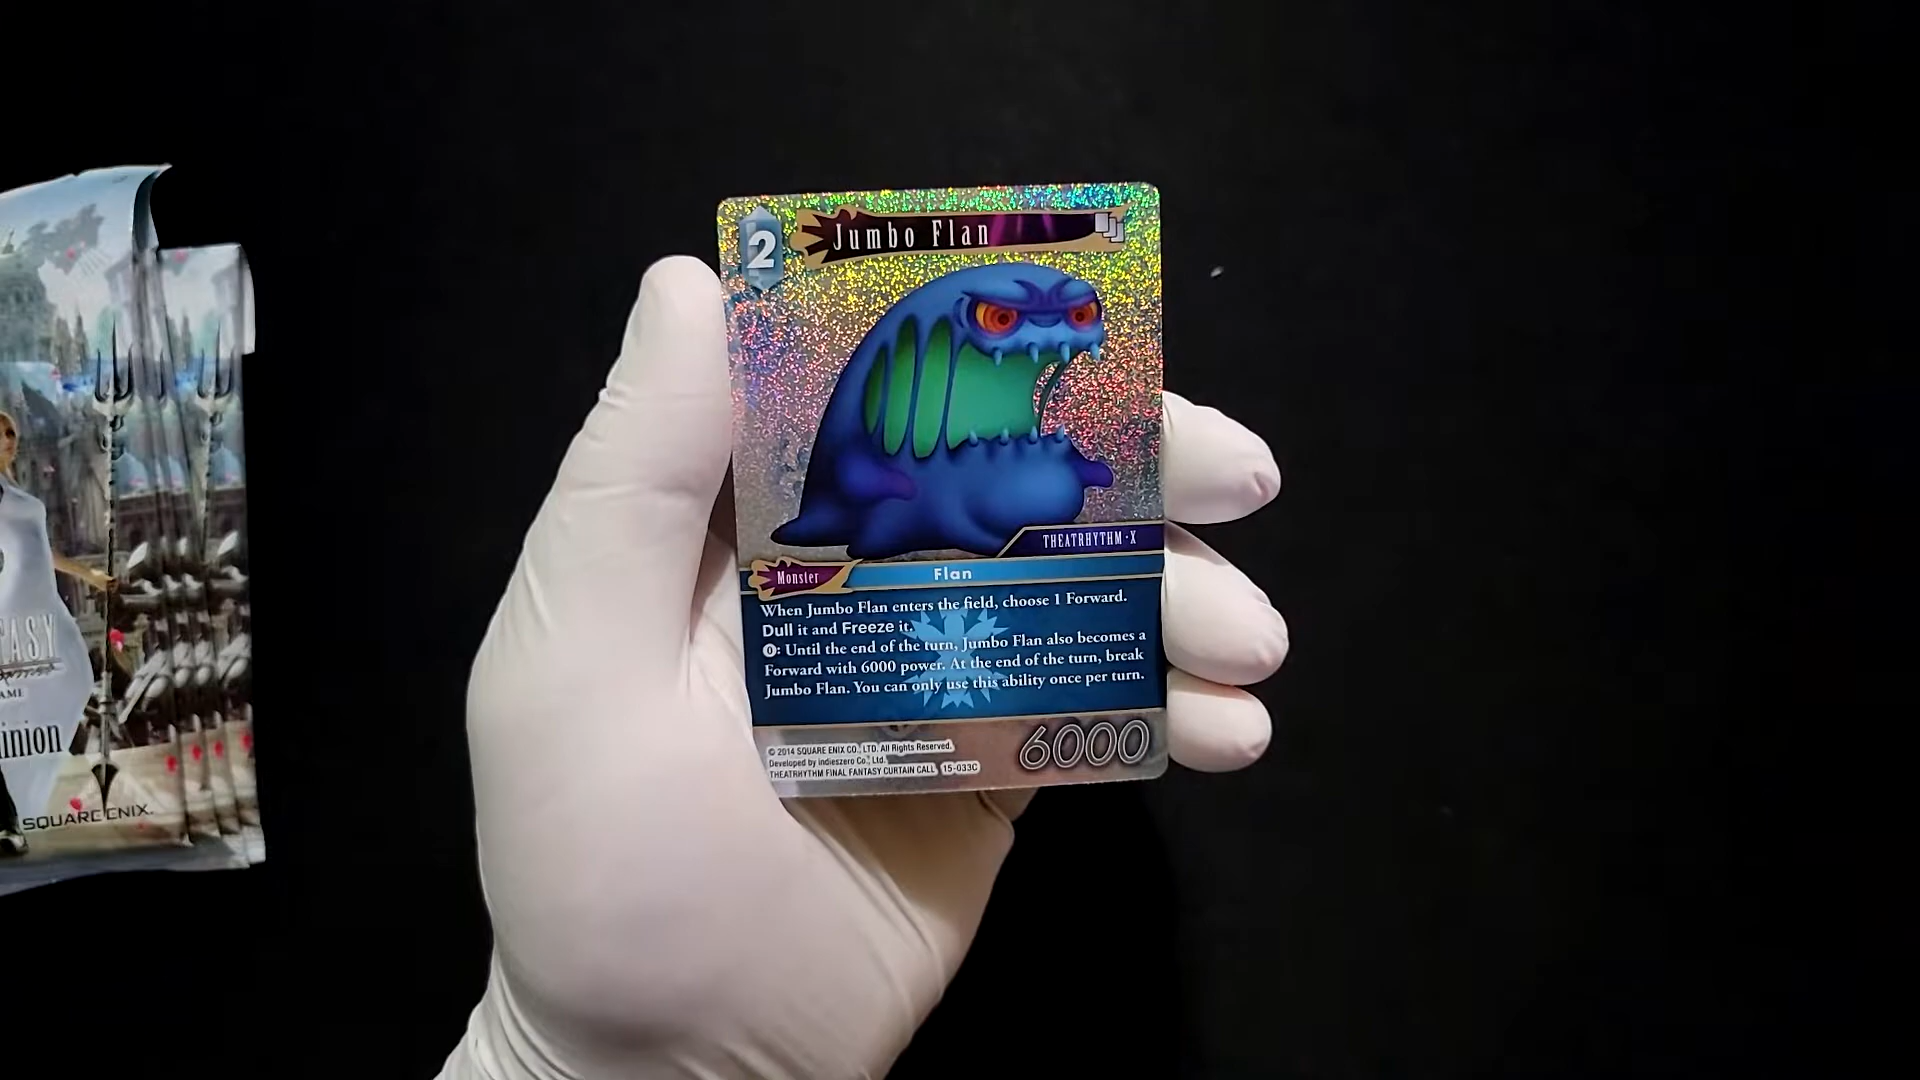 2
Jumbo Flan
THEATRHYTHM·X
Monster
Flan
When Jumbo Flan enters the field, choose 1 Forward.
Dull it and Freeze it.
0: Until the end of the turn, Jumbo Flan also becomes a
Forward with 6000 power. At the end of the turn, break
Jumbo Flan. You can only use this ability once per turn.
© 2014 SQUARE ENIX CO., LTD. All Rights Reserved.
Developed by indieszero Co., Ltd.
THEATRHYTHM FINAL FANTASY CURTAIN CALL 15-033C
6000
TASY
AME
inion
SQUARE ENIX.